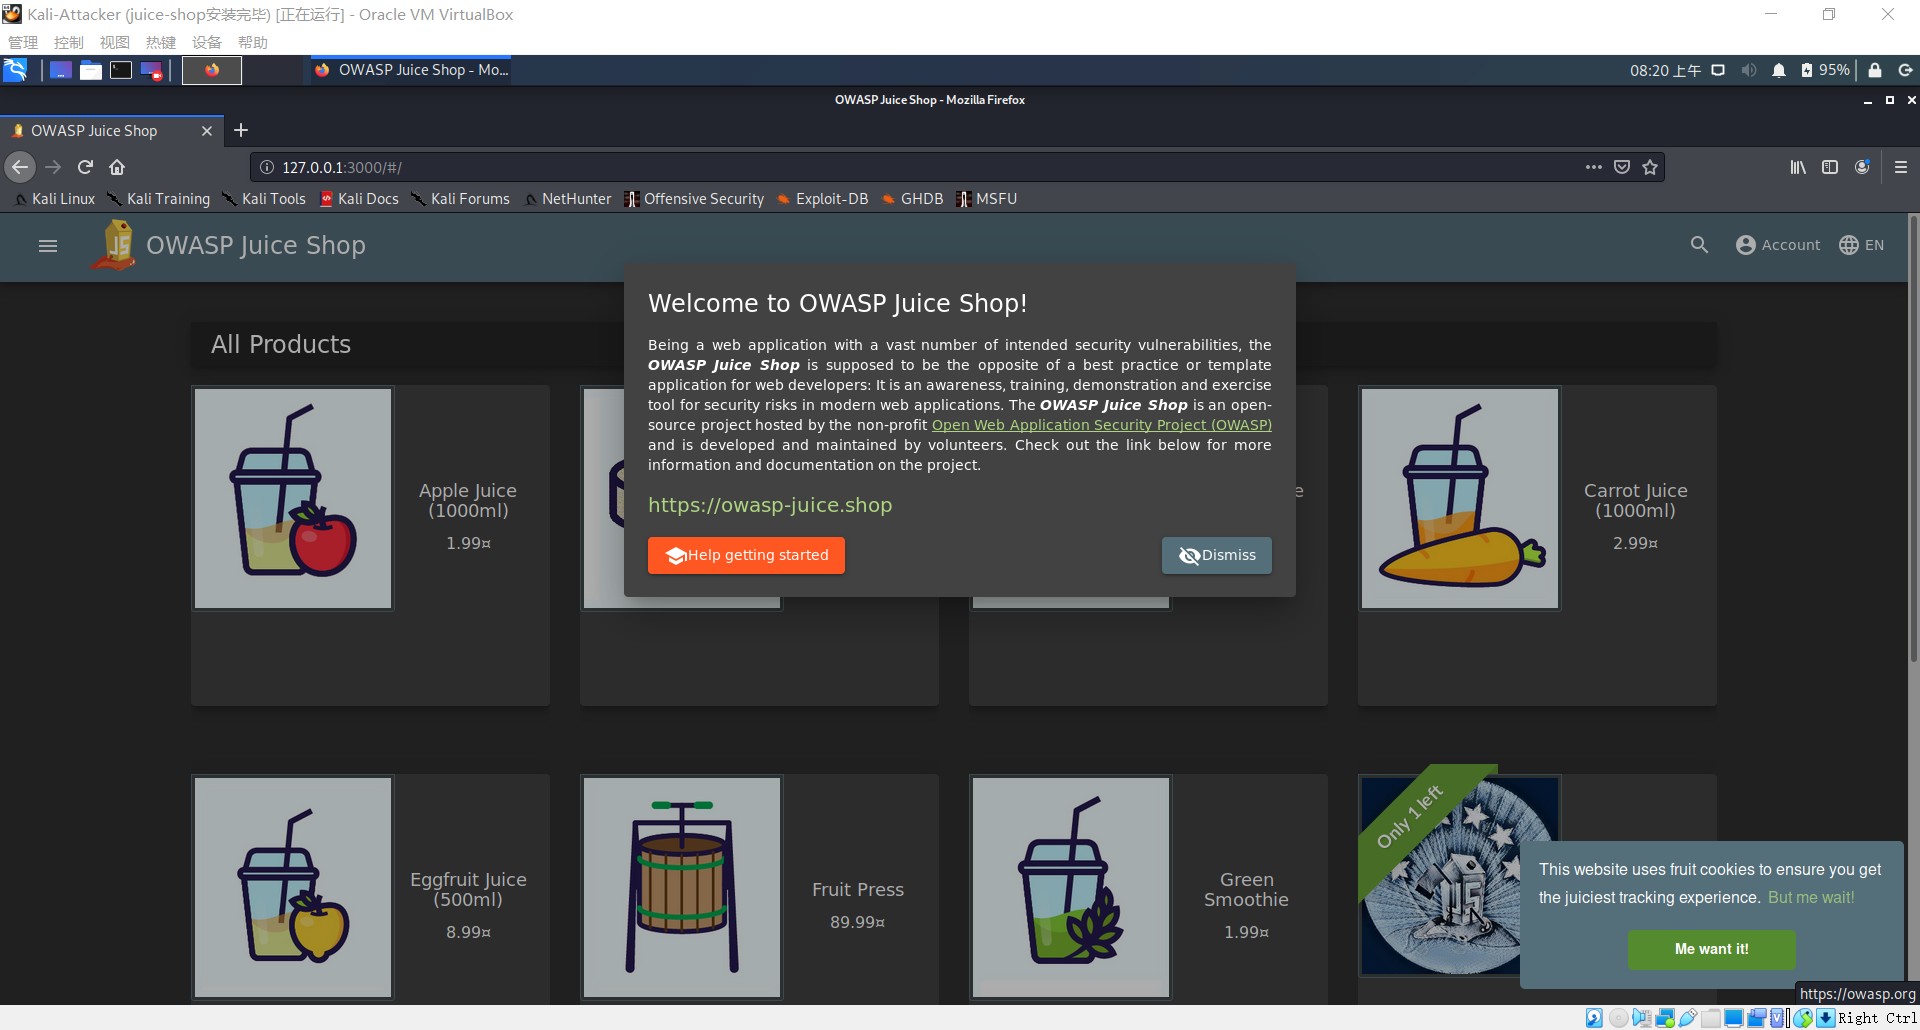 Kali-Attacker (juice-shop安装完毕) [正在运行] - Oracle VM VirtualBox
管理 控制 视图 热键 设备 帮助
OWASP Juice Shop - Mo...
08:20 上午 95%
OWASP Juice Shop - Mozilla Firefox
OWASP Juice Shop
127.0.0.1:3000/#/
Kali Linux Kali Training Kali Tools Kali Docs Kali Forums NetHunter Offensive Security Exploit-DB GHDB MSFU
OWASP Juice Shop
Account EN
All Products
Welcome to OWASP Juice Shop!
Being a web application with a vast number of intended security vulnerabilities, the
OWASP Juice Shop is supposed to be the opposite of a best practice or template
application for web developers: It is an awareness, training, demonstration and exercise
tool for security risks in modern web applications. The OWASP Juice Shop is an open-
source project hosted by the non-profit Open Web Application Security Project (OWASP)
and is developed and maintained by volunteers. Check out the link below for more
information and documentation on the project.
https://owasp-juice.shop
Help getting started
Dismiss
Apple Juice
(1000ml)
1.99¤
e
Carrot Juice
(1000ml)
2.99¤
Eggfruit Juice
(500ml)
8.99¤
Fruit Press
89.99¤
Green
Smoothie
1.99¤
Only 1 left
This website uses fruit cookies to ensure you get
the juiciest tracking experience. But me wait!
Me want it!
https://owasp.org
Right Ctrl